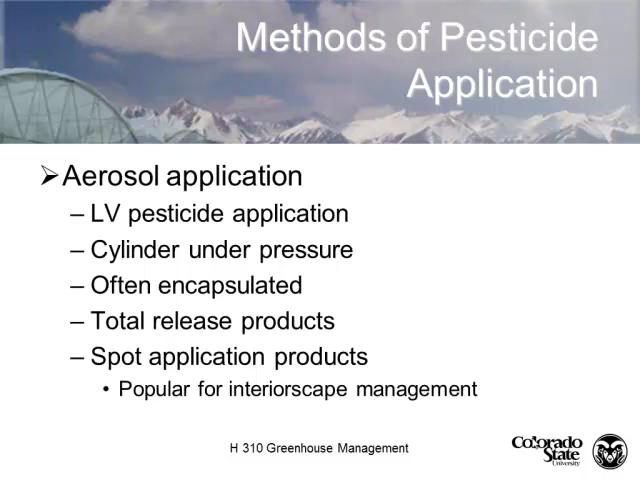 Methods of Pesticide
Application
➢Aerosol application
– LV pesticide application
– Cylinder under pressure
– Often encapsulated
– Total release products
– Spot application products
• Popular for interiorscape management
H 310 Greenhouse Management
Colorado
State
University